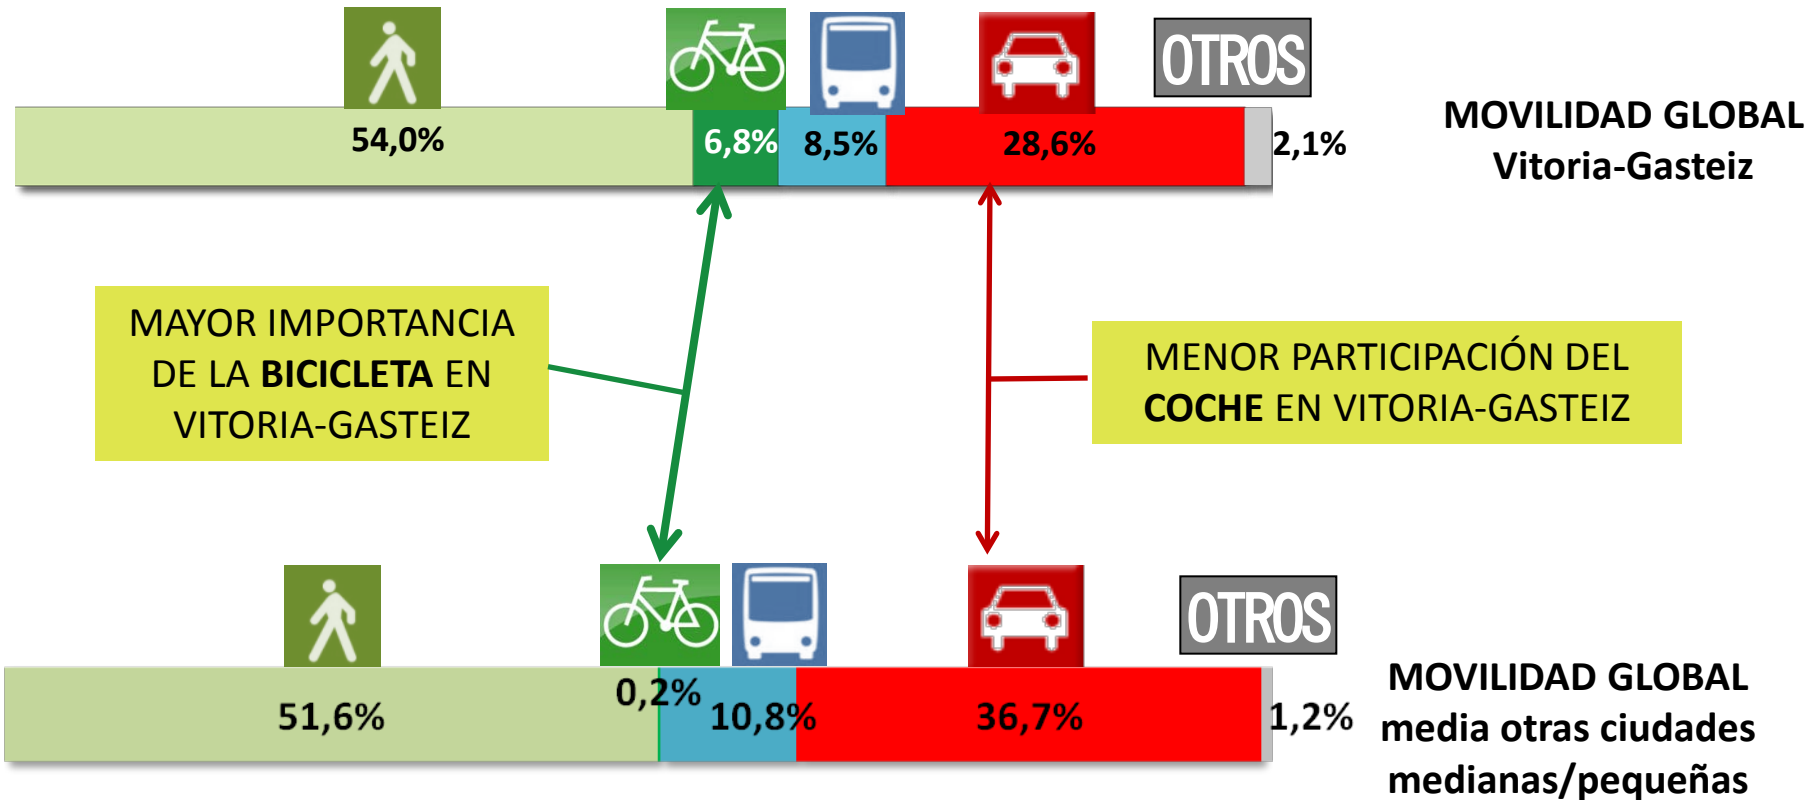 OTROS
54,0%
6,8%
8,5%
28,6%
2,1%
MOVILIDAD GLOBAL
Vitoria-Gasteiz
MAYOR IMPORTANCIA
DE LA BICICLETA EN
VITORIA-GASTEIZ
MENOR PARTICIPACIÓN DEL
COCHE EN VITORIA-GASTEIZ
OTROS
51,6%
0,2%
10,8%
36,7%
1,2%
MOVILIDAD GLOBAL
media otras ciudades
medianas/pequeñas